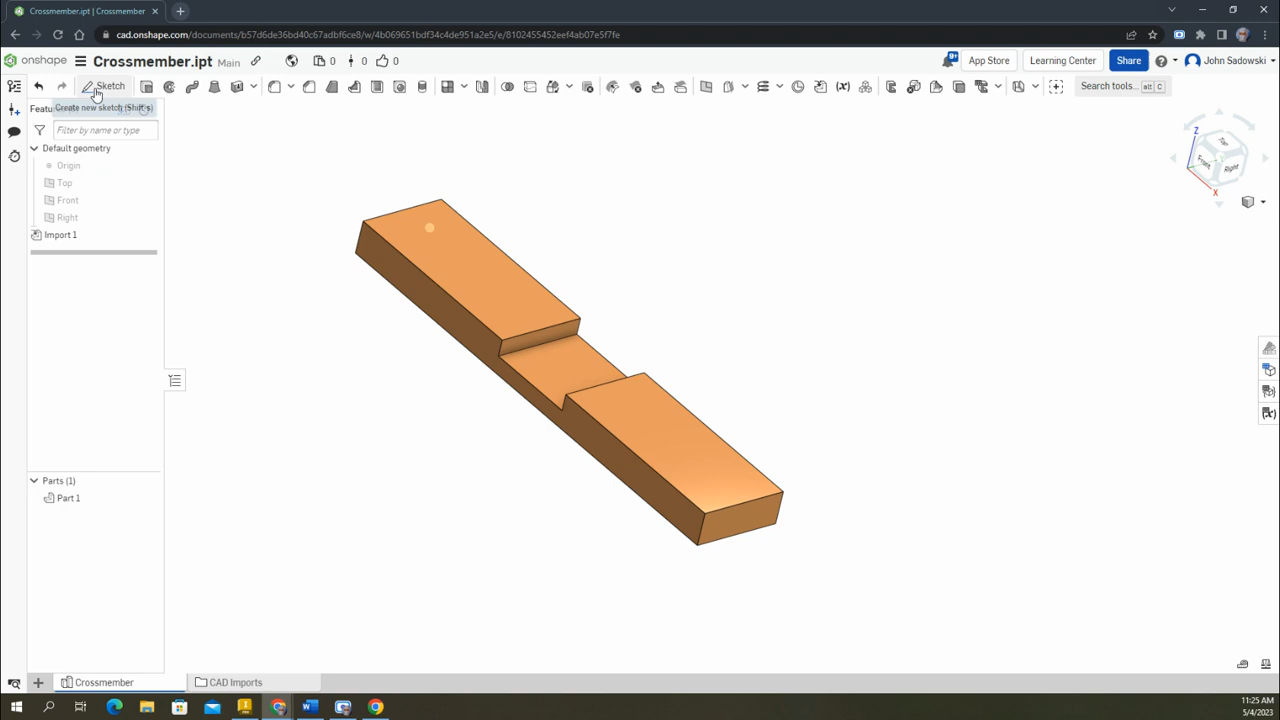 Crossmember.ipt | Crossmember
cad.onshape.com/documents/b57d6de36bd40c67adbf6ce8/w/4b069651bdf34c4de951a2e5/e/8102455452eef4ab07e5f7fe
onshape
Crossmember.ipt Main
0
0
0
App Store
Learning Center
Share
John Sadowski
Sketch
Search tools...
alt C
Create new sketch (Shift s)
Filter by name or type
Default geometry
Origin
Top
Front
Right
Import 1
Z
Top
Front
Right
X
Parts (1)
Part 1
Crossmember
CAD Imports
11:25 AM
5/4/2023